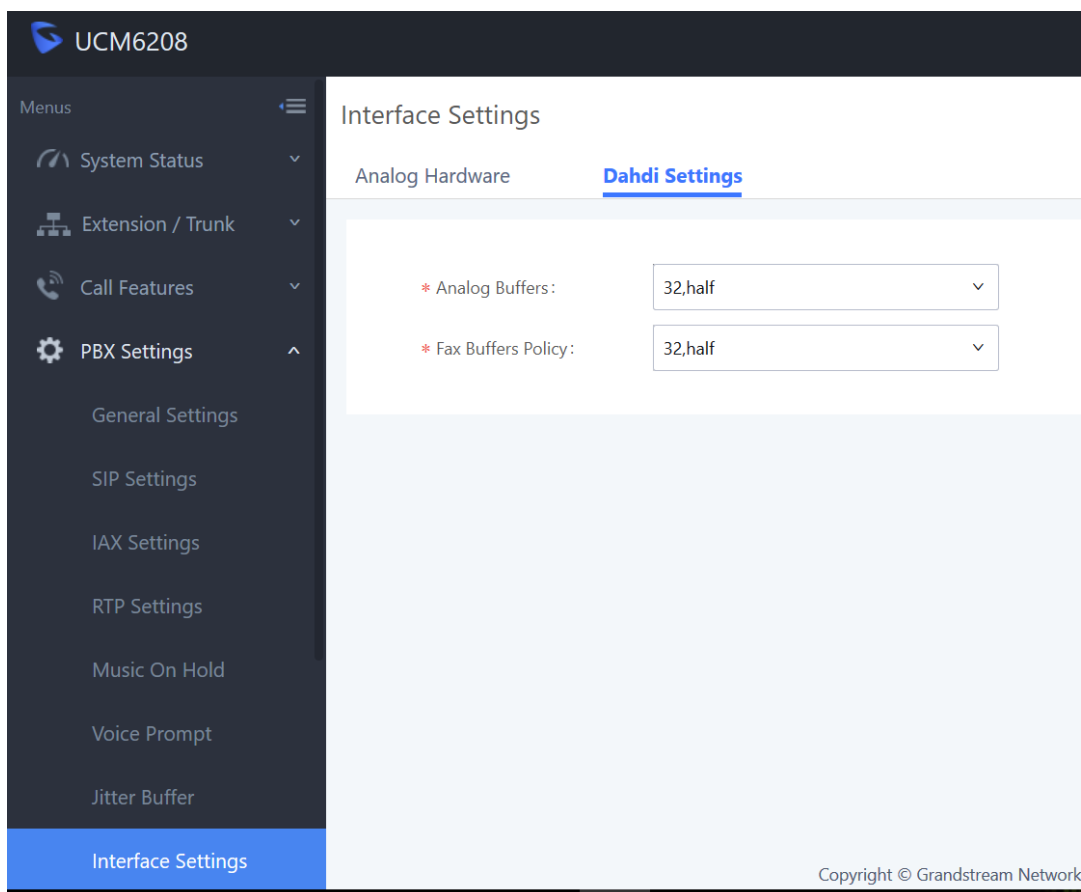 UCM6208
Menus
System Status
Extension / Trunk
Call Features
PBX Settings
General Settings
SIP Settings
IAX Settings
RTP Settings
Music On Hold
Voice Prompt
Jitter Buffer
Interface Settings
Interface Settings
Analog Hardware Dahdi Settings
* Analog Buffers: 32,half
* Fax Buffers Policy: 32,half
Copyright © Grandstream Network